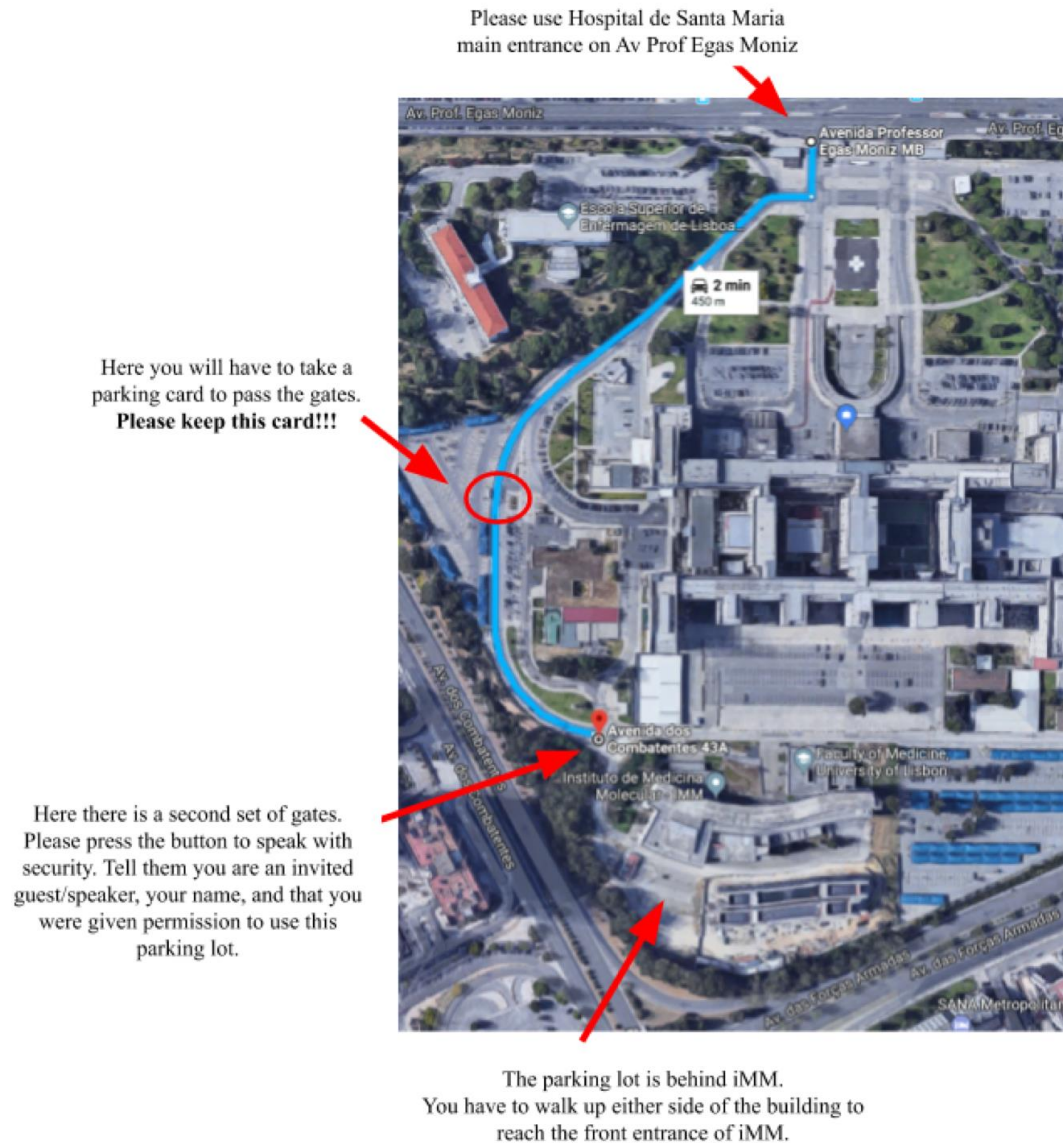 Please use Hospital de Santa Maria
main entrance on Av Prof Egas Moniz
Av. Prof. Egas Moniz
Avenida Professor
Egas Moniz MB
Av. Prof. Eg
Escola Superior de
Enfermagem de Lisboa...
2 min
450 m
Here you will have to take a
parking card to pass the gates.
Please keep this card!!!
Av. dos Combatentes
Av. dos Combatentes
Avenida dos
Combatentes 43A
Faculty of Medicine,
University of Lisbon
Instituto de Medicina
Molecular - iMM
Here there is a second set of gates.
Please press the button to speak with
security. Tell them you are an invited
guest/speaker, your name, and that you
were given permission to use this
parking lot.
Av. das Forças Armadas
Av. das Forças Armadas
SANA Metropolitan
The parking lot is behind iMM.
You have to walk up either side of the building to
reach the front entrance of iMM.